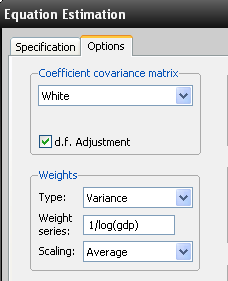 Equation Estimation
Specification Options
Coefficient covariance matrix
White
d.f. Adjustment
Weights
Type: Variance
Weight series: 1/log(gdp)
Scaling: Average